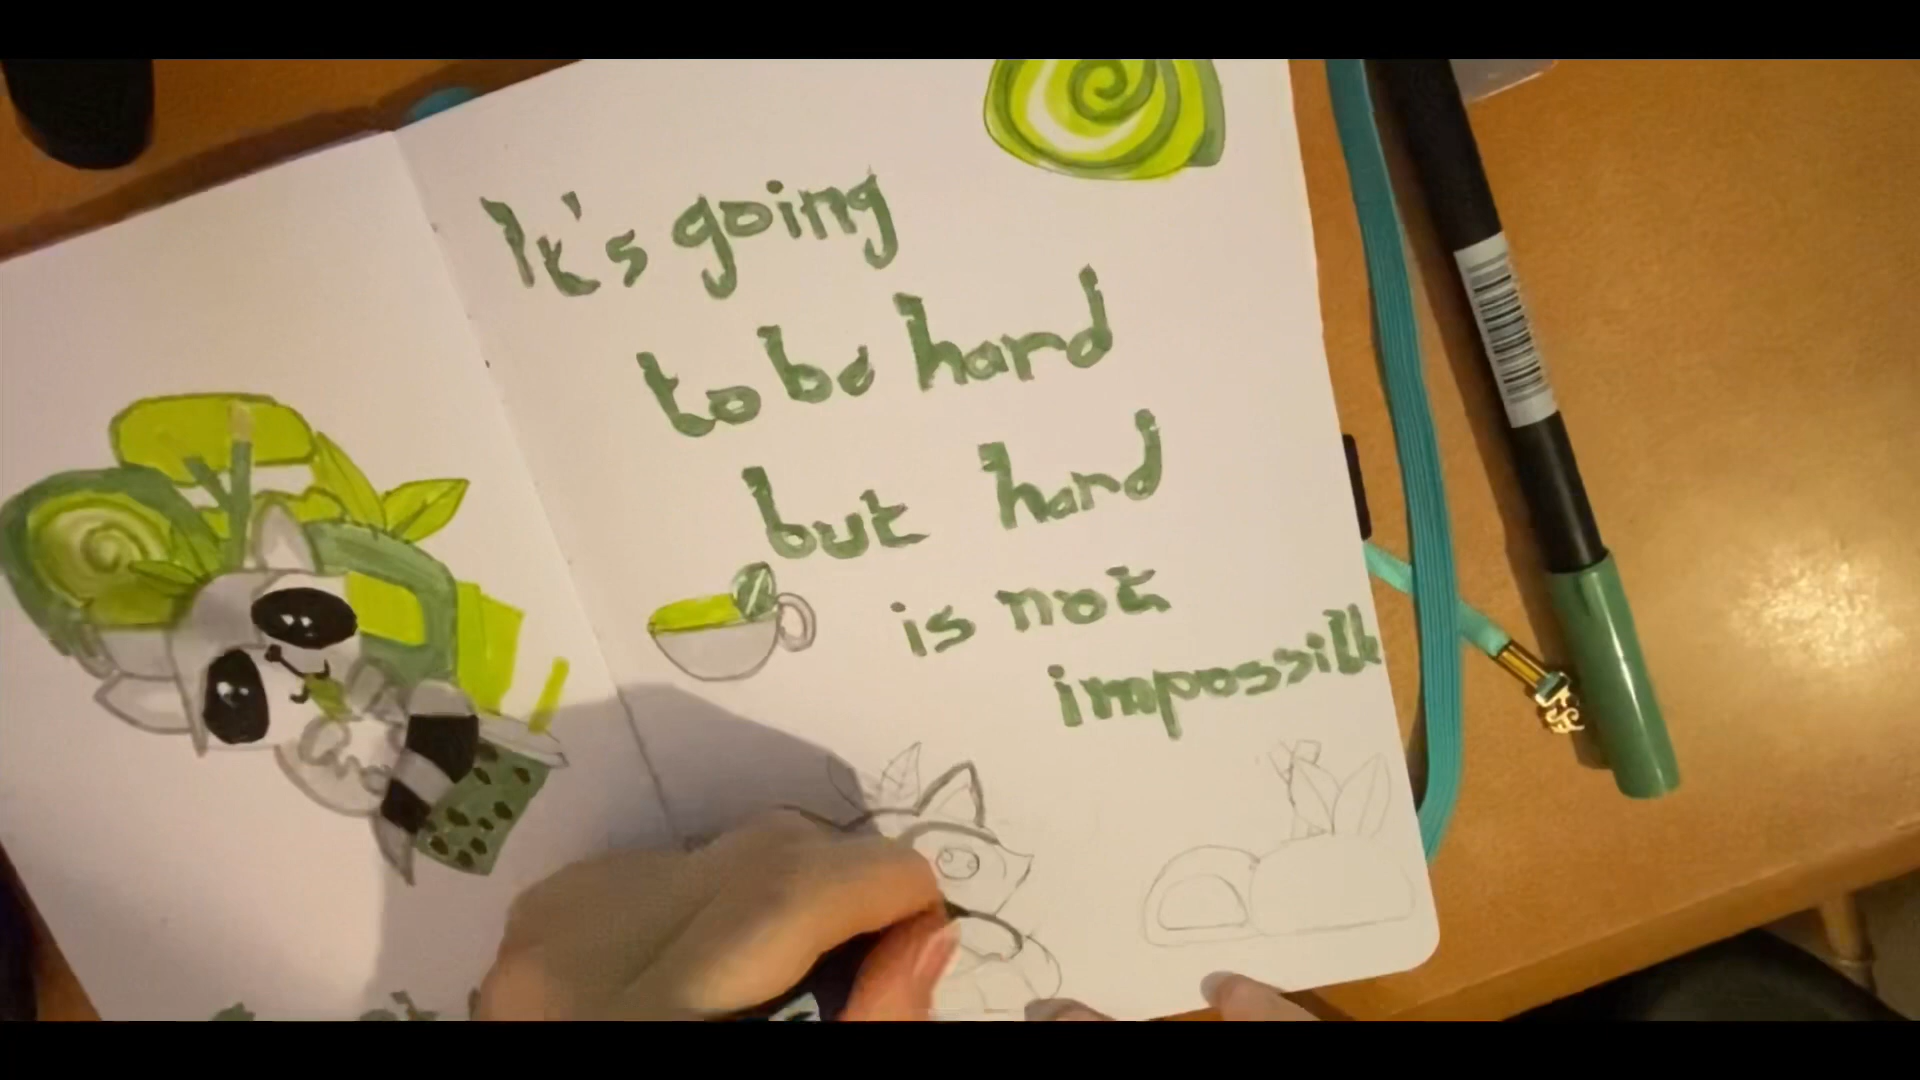 It's going
to be hard
but hard
is not
impossible